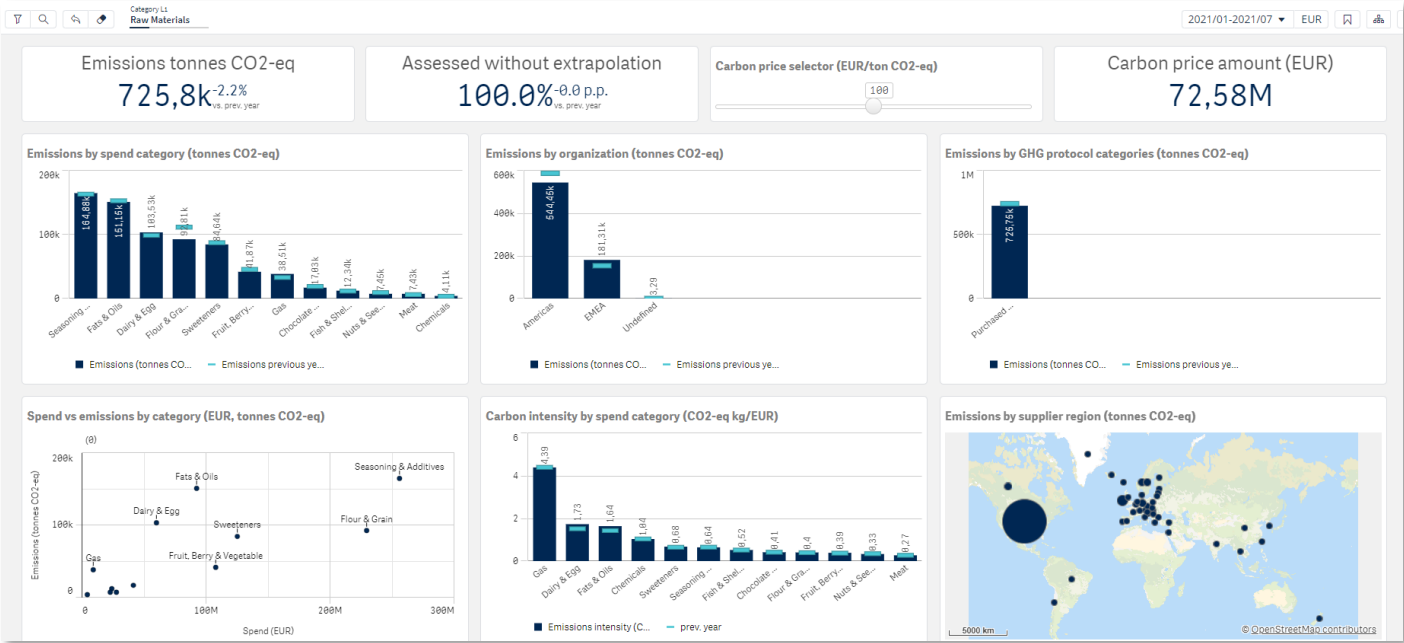 Category L1
Raw Materials
2021/01-2021/07
EUR
Emissions tonnes CO2-eq
725,8k
-2.2%
vs. prev. year
Assessed without extrapolation
100.0%
-0.0 p.p.
vs. prev. year
Carbon price selector (EUR/ton CO2-eq)
100
Carbon price amount (EUR)
72,58M
Emissions by spend category (tonnes CO2-eq)
200k
100k
0
164,88k
151,15k
103,53k
84,64k
41,87k
38,51k
17,03k
12,34k
7,45k
7,43k
4,11k
Seasoning ...
Fats & Oils
Dairy & Egg
Flour & Gra...
Sweeteners
Fruit, Berry...
Gas
Chocolate ...
Fish & Shel...
Nuts & See...
Meat
Chemicals
Emissions (tonnes CO...
Emissions previous ye...
Emissions by organization (tonnes CO2-eq)
600k
400k
200k
0
544,45k
181,31k
3,29
Americas
EMEA
Undefined
Emissions (tonnes CO...
Emissions previous ye...
Emissions by GHG protocol categories (tonnes CO2-eq)
1M
500k
0
725,75k
Purchased ...
Emissions (tonnes CO...
Emissions previous ye...
Spend vs emissions by category (EUR, tonnes CO2-eq)
(0)
Emissions (tonnes CO2-eq)
200k
100k
0
Seasoning & Additives
Fats & Oils
Dairy & Egg
Flour & Grain
Sweeteners
Fruit, Berry & Vegetable
Gas
0
100M
200M
300M
Spend (EUR)
Carbon intensity by spend category (CO2-eq kg/EUR)
6
4
2
0
4,39
1,73
1,64
1,04
0,68
0,64
0,52
0,41
0,4
0,39
0,33
0,27
Gas
Dairy & Egg
Fats & Oils
Chemicals
Sweeteners
Seasoning ...
Fish & Shel...
Chocolate ...
Flour & Gra...
Fruit, Berry...
Nuts & See...
Meat
Emissions intensity (C...
prev. year
Emissions by supplier region (tonnes CO2-eq)
5000 km
© OpenStreetMap contributors